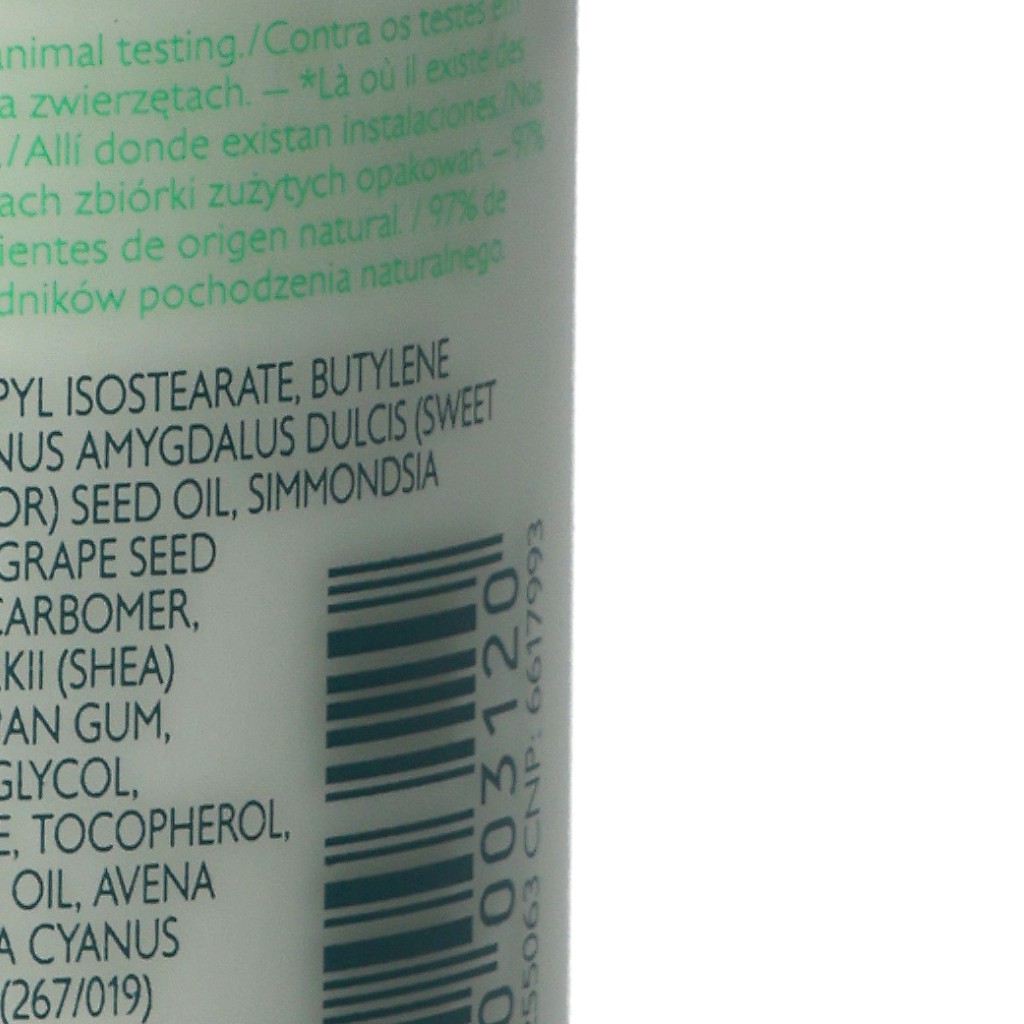 animal testing./Contra os testes em
a zwierzętach. – *Là où il existe des
./Allí donde existan instalaciones./Nos
ach zbiórki zużytych opakowań. – 97%
ientes de origen natural. / 97% de
dników pochodzenia naturalnego.
PYL ISOSTEARATE, BUTYLENE
NUS AMYGDALUS DULCIS (SWEET
OR) SEED OIL, SIMMONDSIA
GRAPE SEED
CARBOMER,
KII (SHEA)
AN GUM,
GLYCOL,
E, TOCOPHEROL,
OIL, AVENA
A CYANUS
(267/019)
0 003120
55063 CNP: 6617993